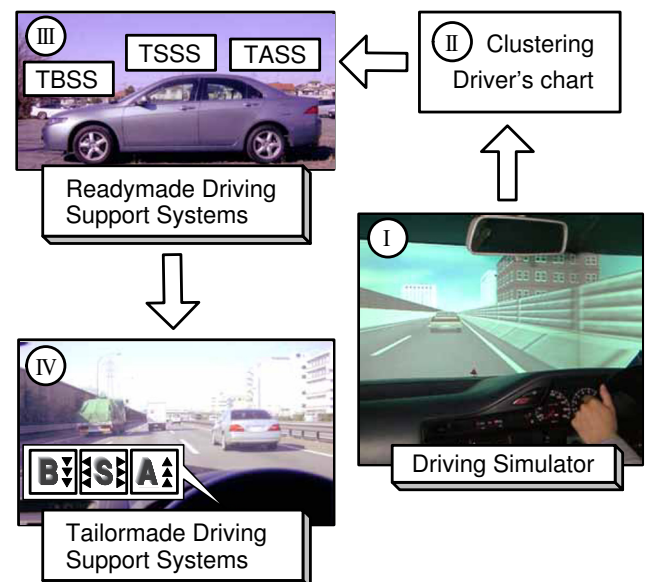 Ⅲ
TBSS
TSSS
TASS
Readymade Driving
Support Systems
Ⅱ Clustering
Driver's chart
Ⅰ
Driving Simulator
Ⅳ
B S A
Tailormade Driving
Support Systems